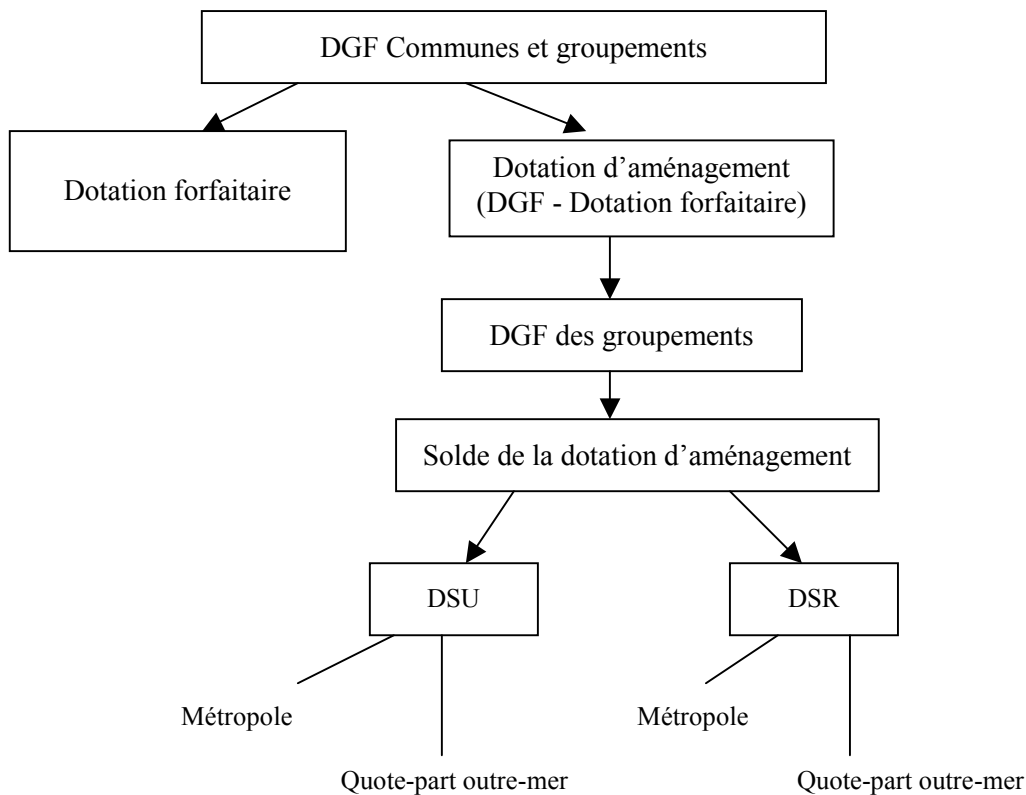 DGF Communes et groupements
Dotation forfaitaire
Dotation d’aménagement
(DGF - Dotation forfaitaire)
DGF des groupements
Solde de la dotation d’aménagement
DSU
DSR
Métropole
Métropole
Quote-part outre-mer
Quote-part outre-mer